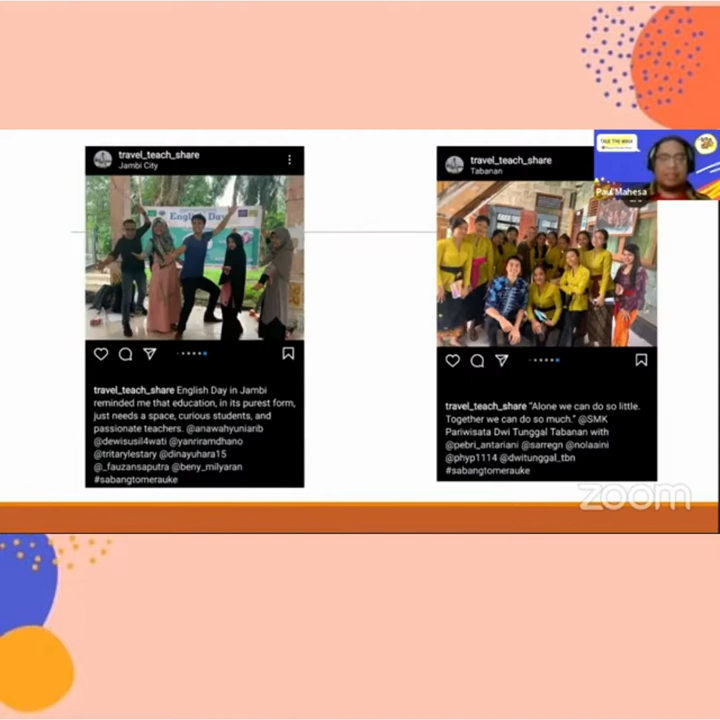 travel_teach_share
Jambi City
English Day
travel_teach_share English Day in Jambi
reminded me that education, in its purest form,
just needs a space, curious students, and
passionate teachers. @anawahyuniarib
@dewisusil4wati @yanriramdhano
@tritarylestary @dinayuhara15
@_fauzansaputra @beny_milyaran
#sabangtomerauke
travel_teach_share
Tabanan
travel_teach_share "Alone we can do so little.
Together we can do so much." @SMK
Pariwisata Dwi Tunggal Tabanan with
@pebri_antariani @sarregn @nolaaini
@phyp1114 @dwitunggal_tbn
#sabangtomerauke
Paul Mahesa
zoom